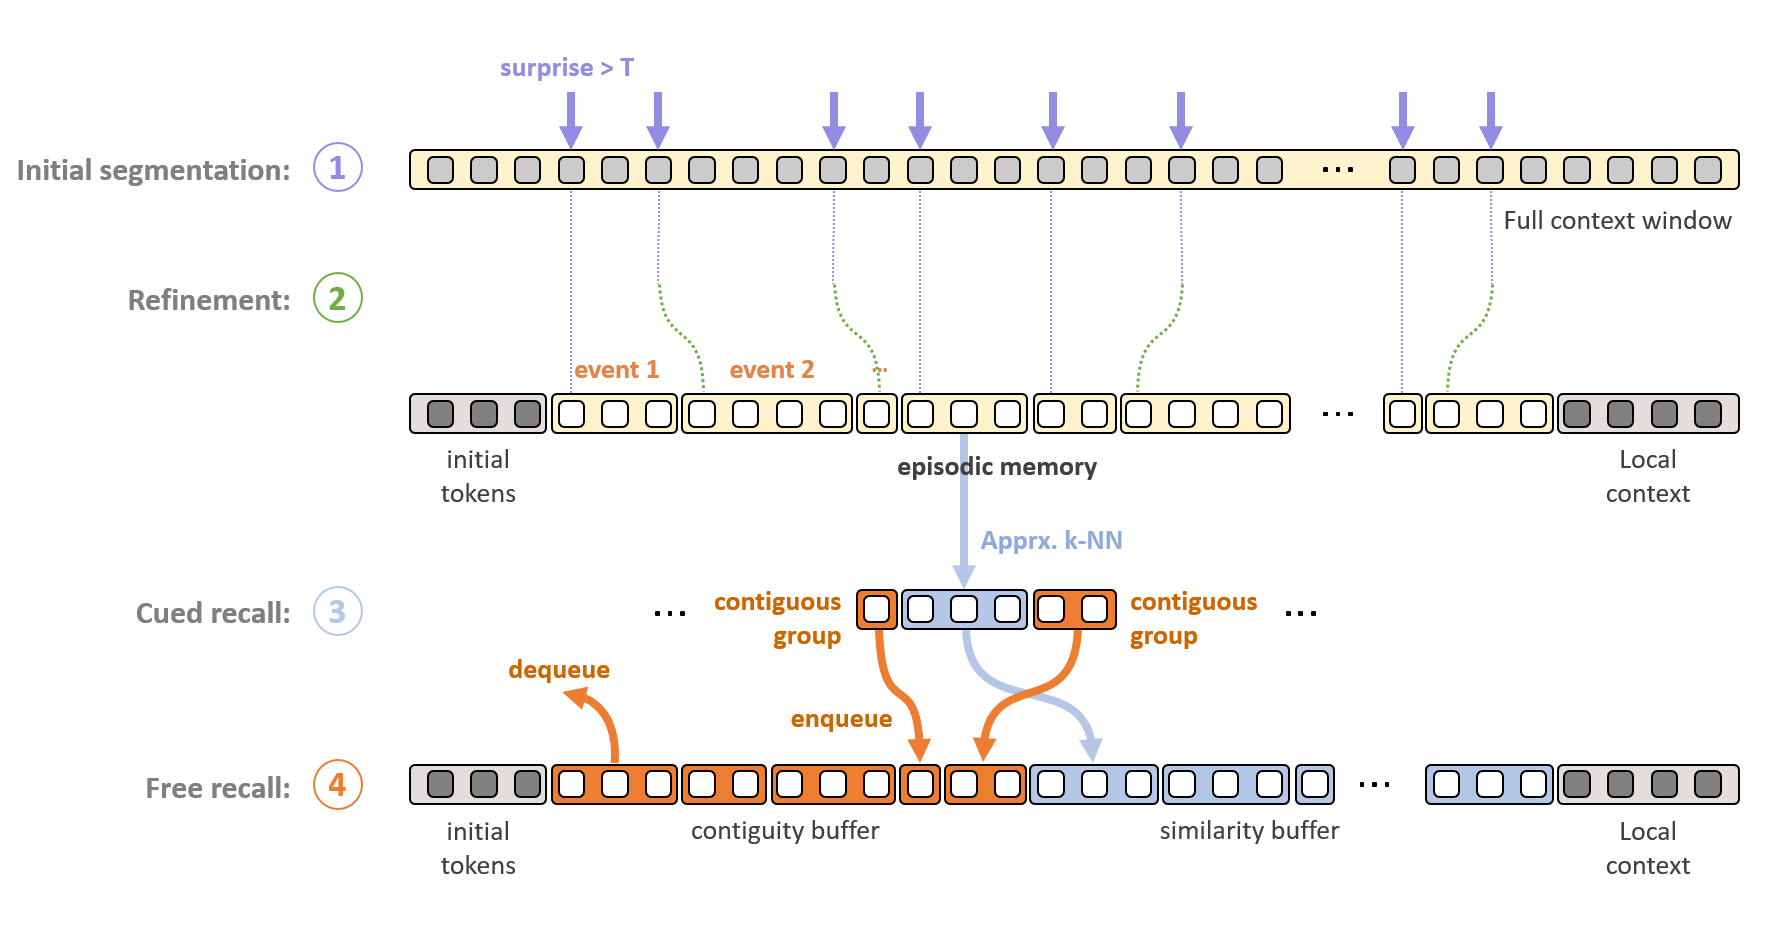 surprise > T
Initial segmentation: 1
...
Full context window
Refinement: 2
event 1 event 2 ...
...
initial
tokens
episodic memory
Local
context
Apprx. k-NN
Cued recall: 3
... contiguous
group
contiguous
group ...
dequeue
enqueue
Free recall: 4
...
initial
tokens
contiguity buffer
similarity buffer
Local
context